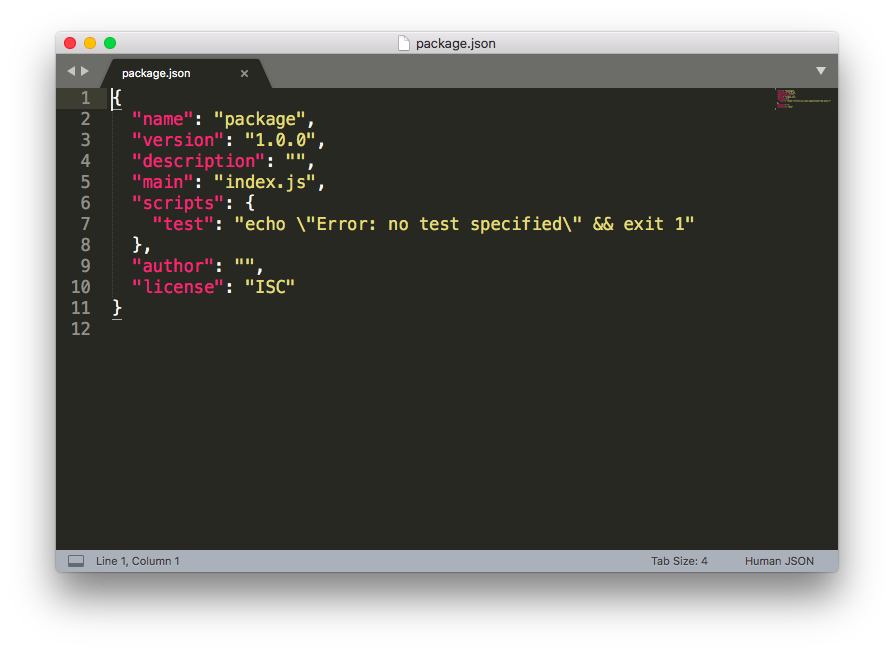 package.json
package.json ×
1 {
2 "name": "package",
3 "version": "1.0.0",
4 "description": "",
5 "main": "index.js",
6 "scripts": {
7 "test": "echo \"Error: no test specified\" && exit 1"
8 },
9 "author": "",
10 "license": "ISC"
11 }
12
Line 1, Column 1 Tab Size: 4 Human JSON